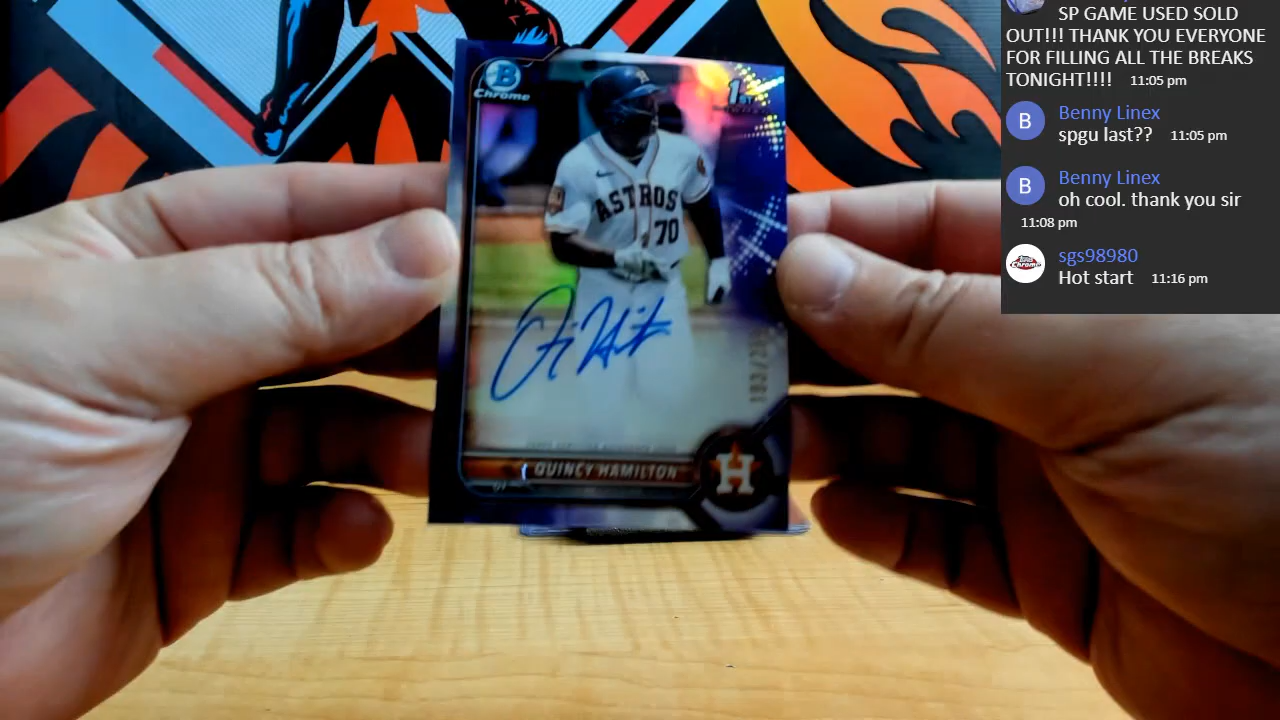 B
Chrome
1ST
ASTROS
70
QUINCY HAMILTON
H
SP GAME USED SOLD
OUT!!! THANK YOU EVERYONE
FOR FILLING ALL THE BREAKS
TONIGHT!!!! 11:05 pm
B Benny Linex
spgu last?? 11:05 pm
B Benny Linex
oh cool. thank you sir
11:08 pm
sgs98980
Hot start 11:16 pm